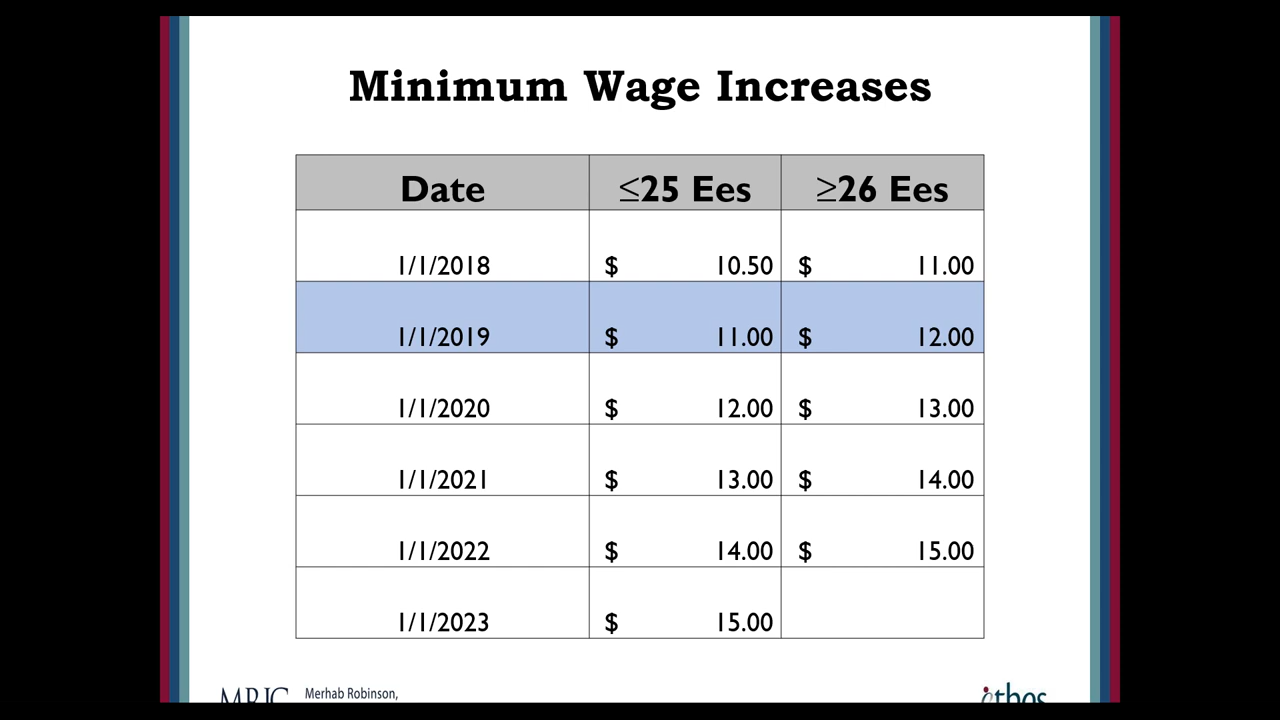 Minimum Wage Increases
Date ≤25 Ees ≥26 Ees
1/1/2018 $ 10.50 $ 11.00
1/1/2019 $ 11.00 $ 12.00
1/1/2020 $ 12.00 $ 13.00
1/1/2021 $ 13.00 $ 14.00
1/1/2022 $ 14.00 $ 15.00
1/1/2023 $ 15.00
Merhab Robinson,
ethos